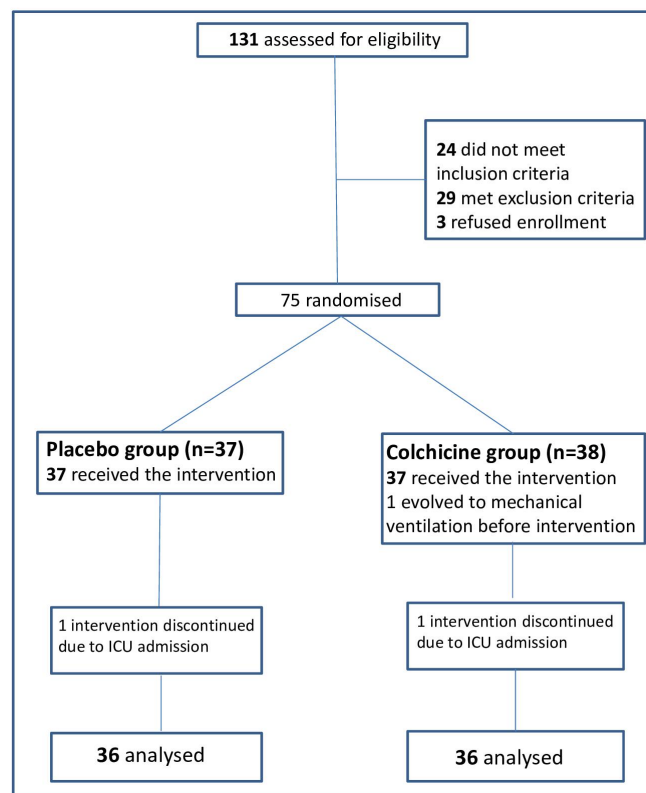 131 assessed for eligibility
24 did not meet
inclusion criteria
29 met exclusion criteria
3 refused enrollment
75 randomised
Placebo group (n=37)
37 received the intervention
Colchicine group (n=38)
37 received the intervention
1 evolved to mechanical
ventilation before intervention
1 intervention discontinued
due to ICU admission
1 intervention discontinued
due to ICU admission
36 analysed
36 analysed